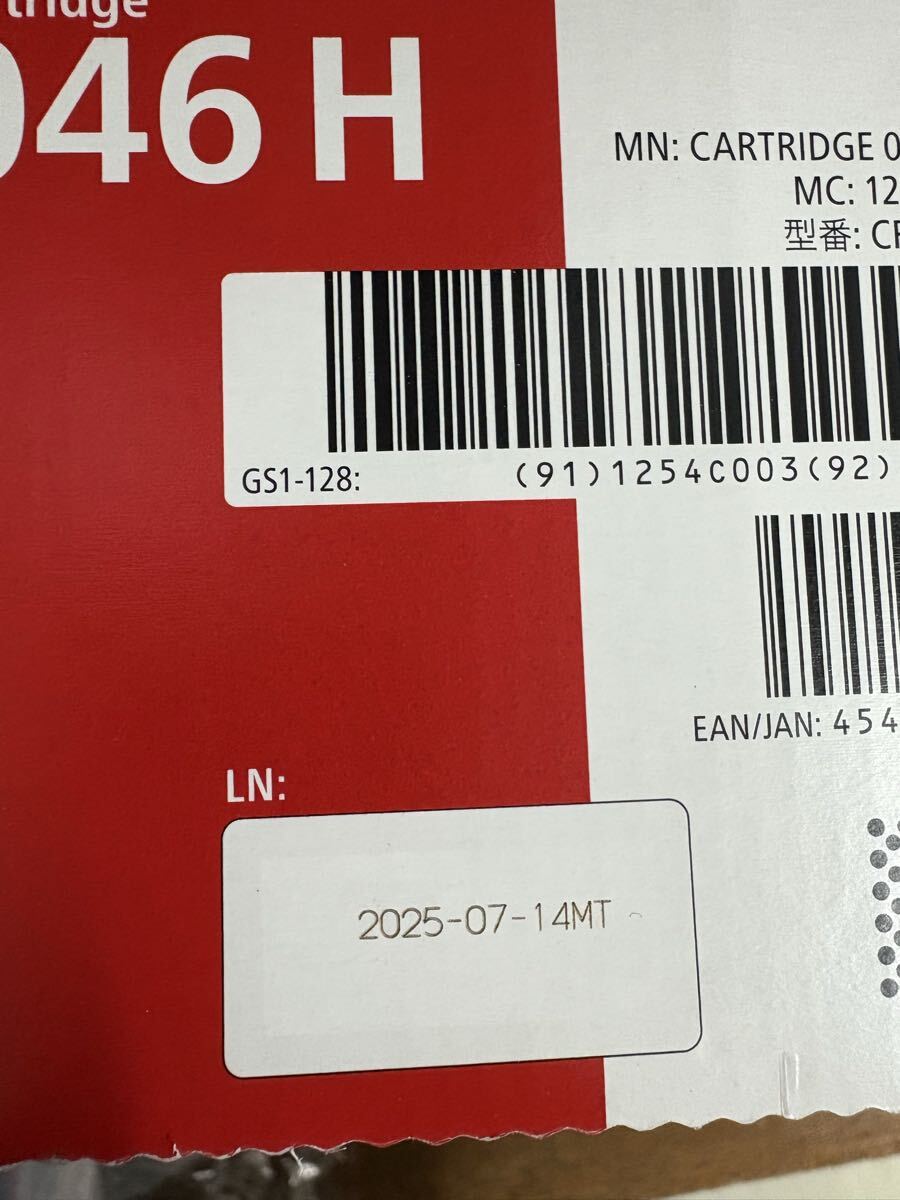 tridge
046 H
MN: CARTRIDGE 0
MC: 12
型番: CR
GS1-128:
(91)1254C003(92)
EAN/JAN: 454
LN:
2025-07-14MT